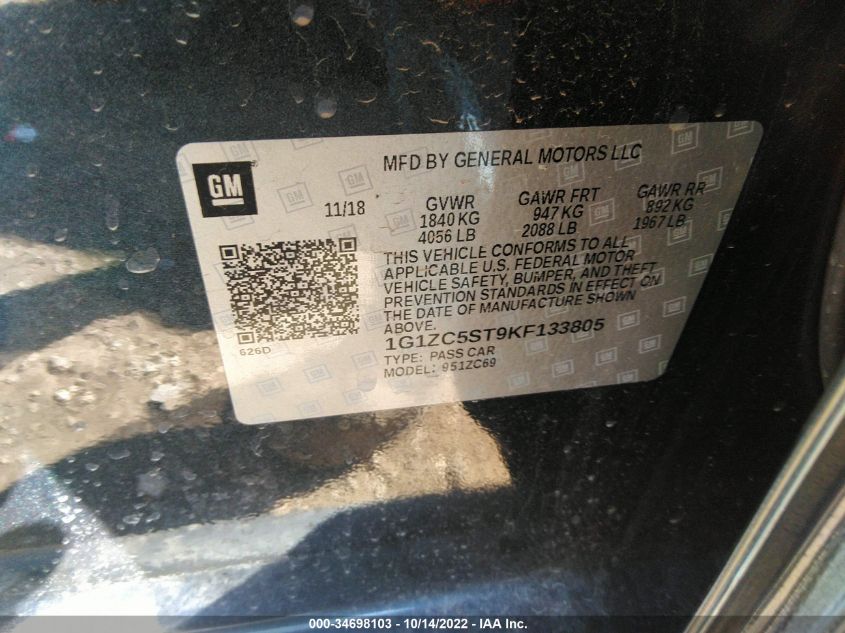 GM
MFD BY GENERAL MOTORS LLC
11/18 GVWR GAWR FRT GAWR RR
1840 KG 947 KG 892 KG
4056 LB 2088 LB 1967 LB
THIS VEHICLE CONFORMS TO ALL
APPLICABLE U.S. FEDERAL MOTOR
VEHICLE SAFETY, BUMPER, AND THEFT
PREVENTION STANDARDS IN EFFECT ON
THE DATE OF MANUFACTURE SHOWN
ABOVE.
626D
1G1ZC5ST9KF133805
TYPE: PASS CAR
MODEL: 951ZC69
000-34698103 - 10/14/2022 - IAA Inc.